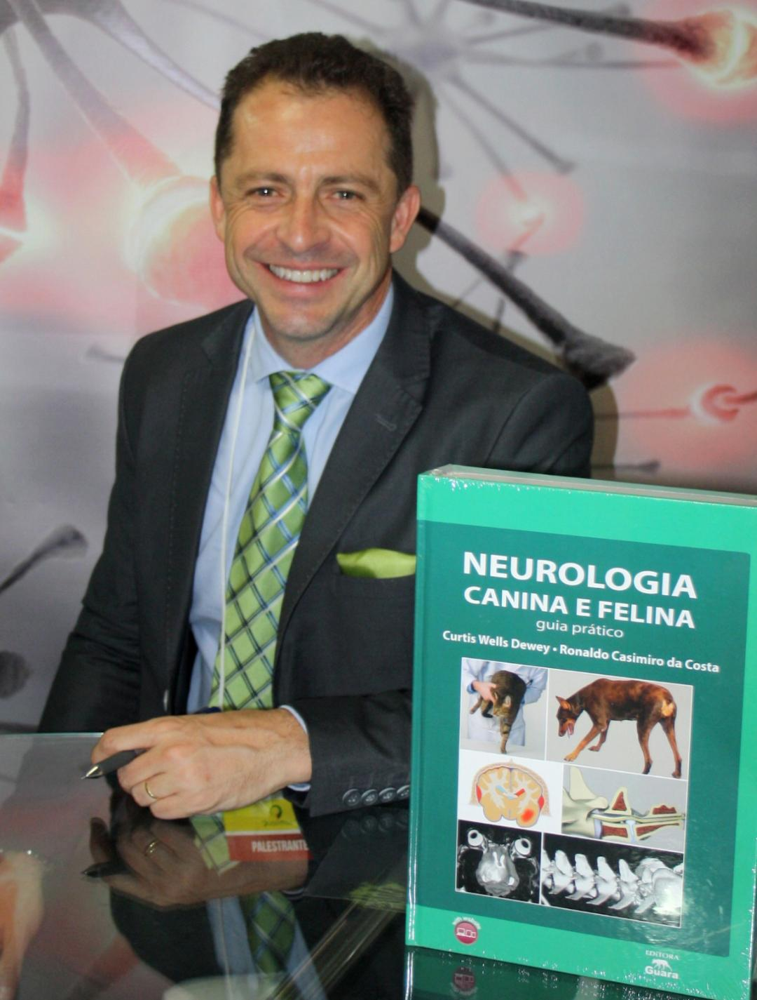 NEUROLOGIA
CANINA E FELINA
guia prático
Curtis Wells Dewey • Ronaldo Casimiro da Costa
PALESTRANTE
EDITORA
Guará